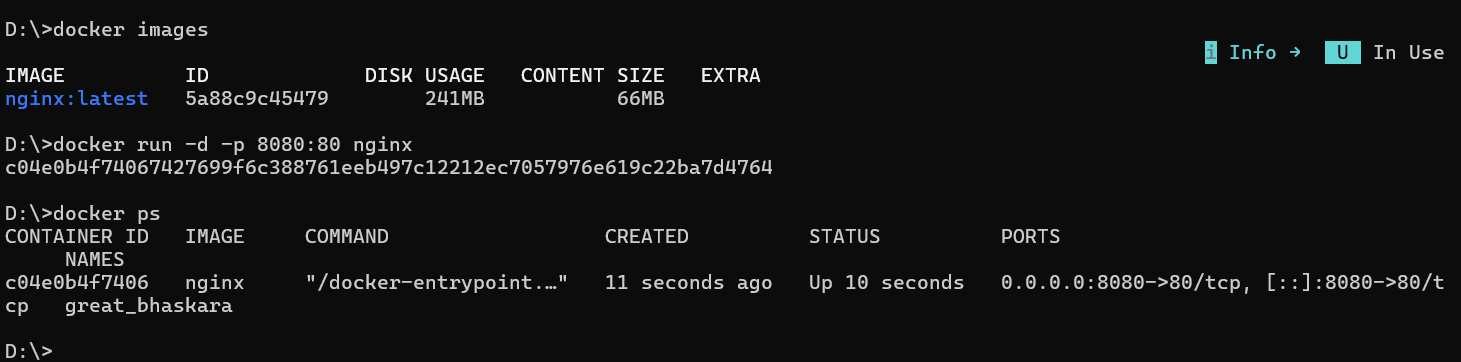 D:\>docker images
i Info → U In Use
IMAGE ID DISK USAGE CONTENT SIZE EXTRA
nginx:latest 5a88c9c45479 241MB 66MB
D:\>docker run -d -p 8080:80 nginx
c04e0b4f74067427699f6c388761eeb497c12212ec7057976e619c22ba7d4764
D:\>docker ps
CONTAINER ID IMAGE COMMAND CREATED STATUS PORTS
NAMES
c04e0b4f7406 nginx "/docker-entrypoint.…" 11 seconds ago Up 10 seconds 0.0.0.0:8080->80/tcp, [::]:8080->80/t
cp great_bhaskara
D:\>